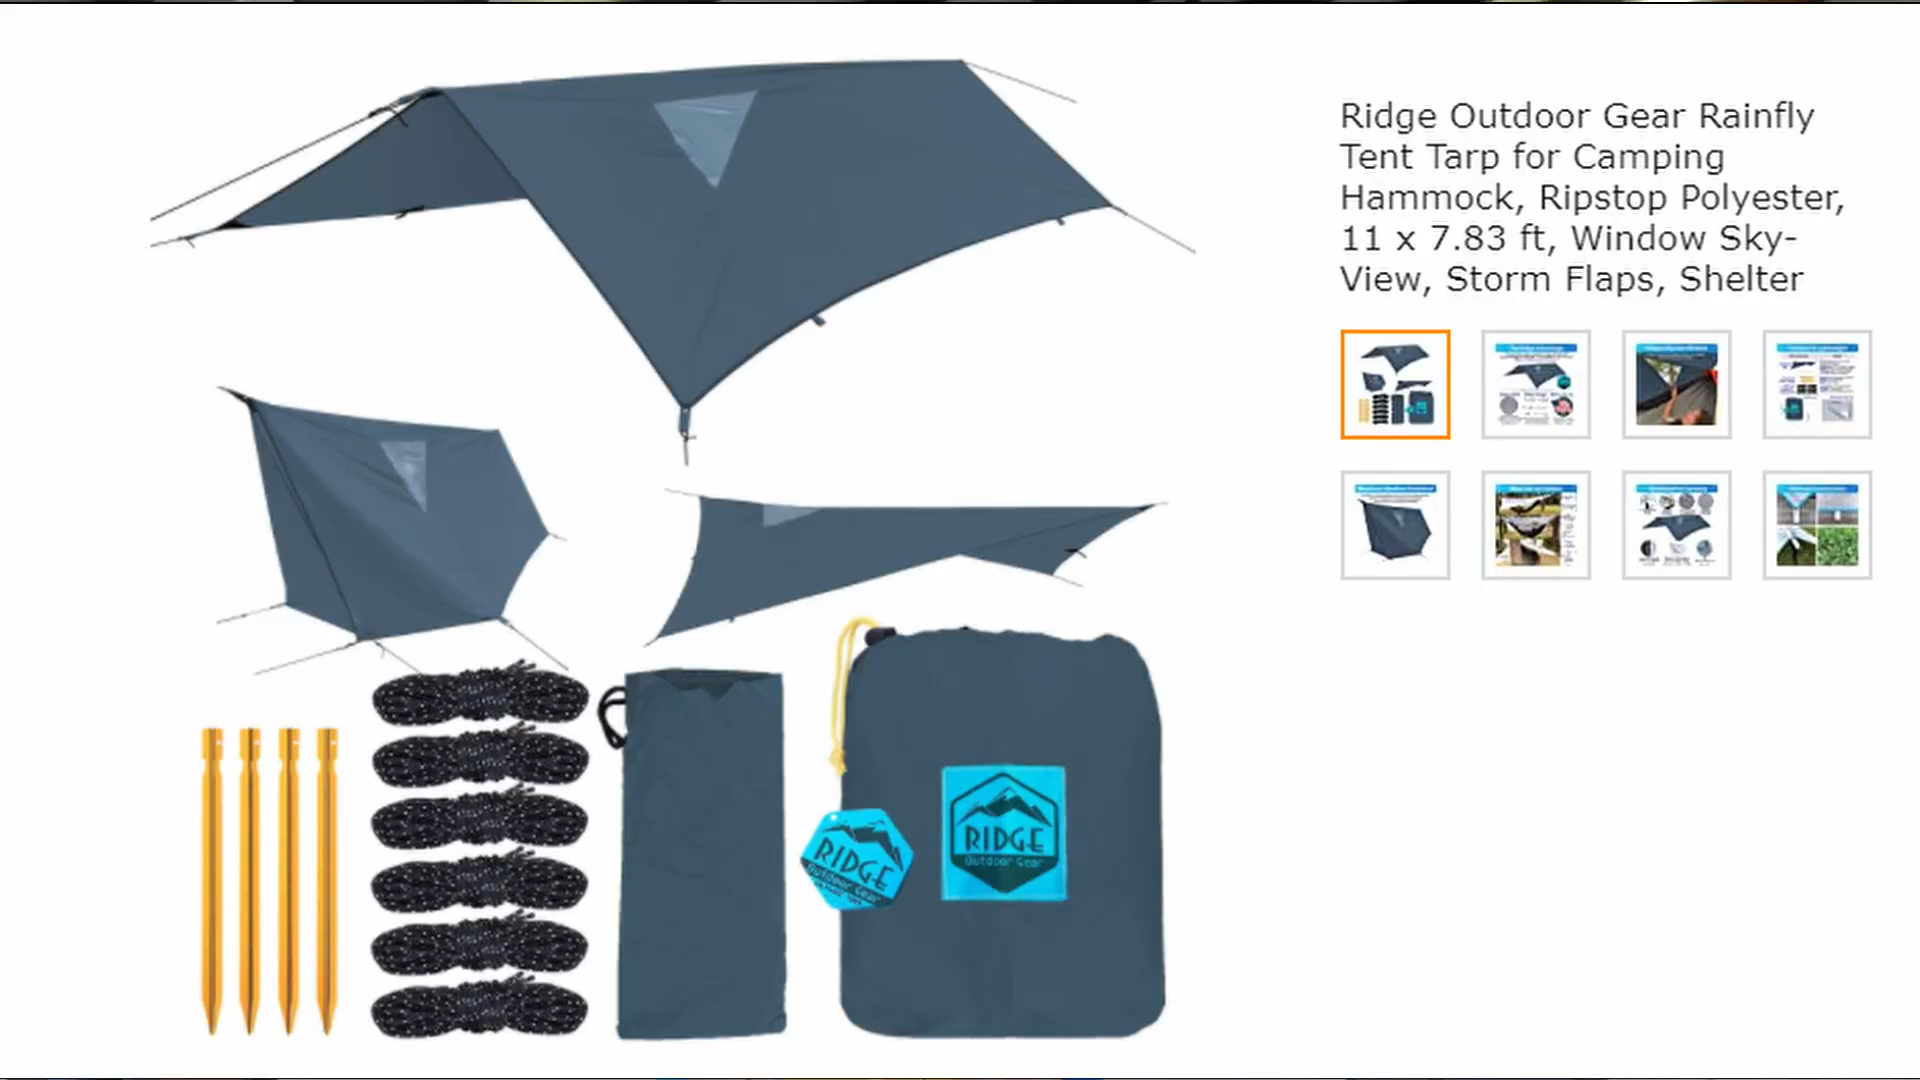 Ridge Outdoor Gear Rainfly
Tent Tarp for Camping
Hammock, Ripstop Polyester,
11 x 7.83 ft, Window Sky-
View, Storm Flaps, Shelter
RIDGE
Outdoor Gear
RIDGE
Outdoor Gear